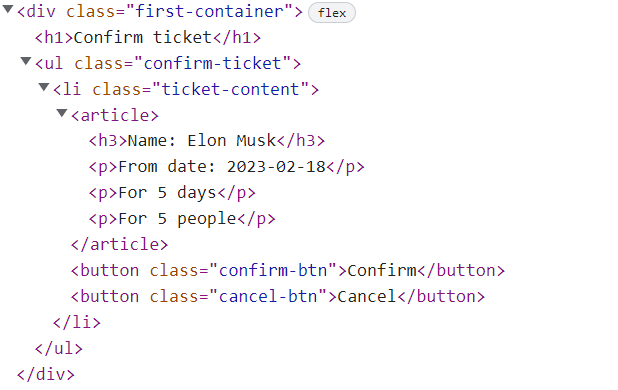 <div class="first-container"> flex
<h1>Confirm ticket</h1>
<ul class="confirm-ticket">
<li class="ticket-content">
<article>
<h3>Name: Elon Musk</h3>
<p>From date: 2023-02-18</p>
<p>For 5 days</p>
<p>For 5 people</p>
</article>
<button class="confirm-btn">Confirm</button>
<button class="cancel-btn">Cancel</button>
</li>
</ul>
</div>